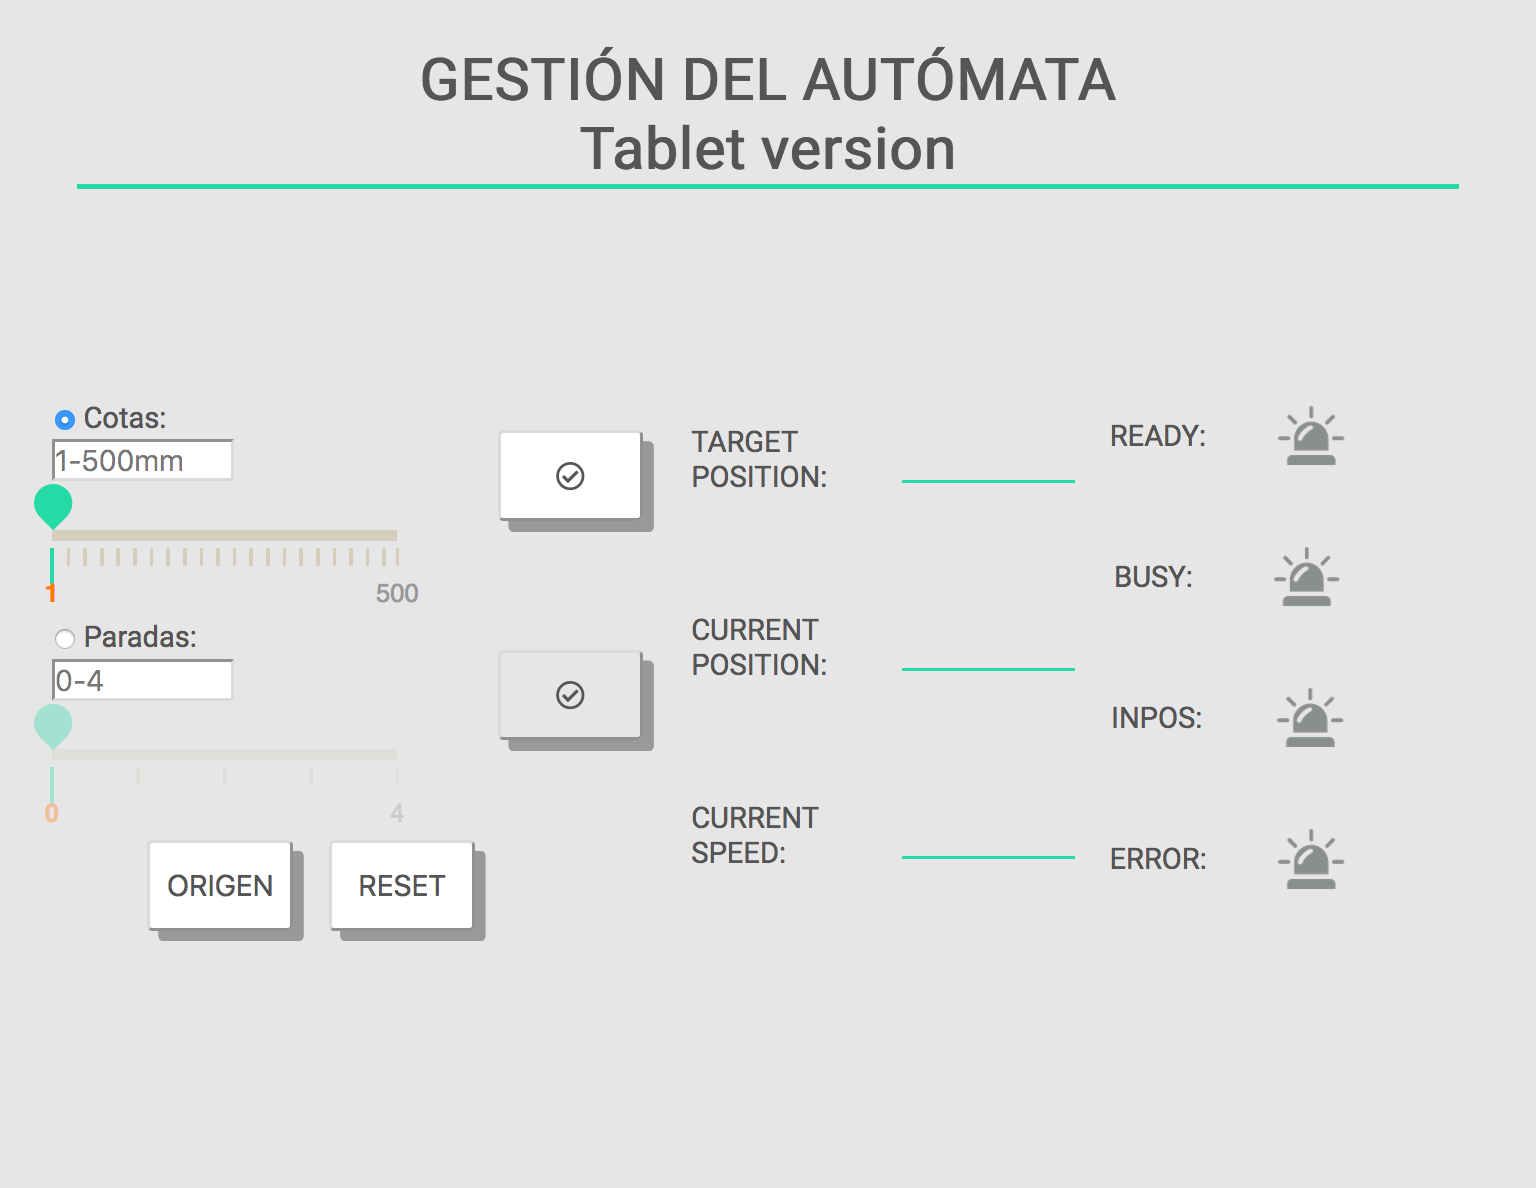 GESTIÓN DEL AUTÓMATA
Tablet version
Cotas:
1-500mm
1
500
Paradas:
0-4
0
4
ORIGEN
RESET
TARGET
POSITION:
CURRENT
POSITION:
CURRENT
SPEED:
READY:
BUSY:
INPOS:
ERROR: